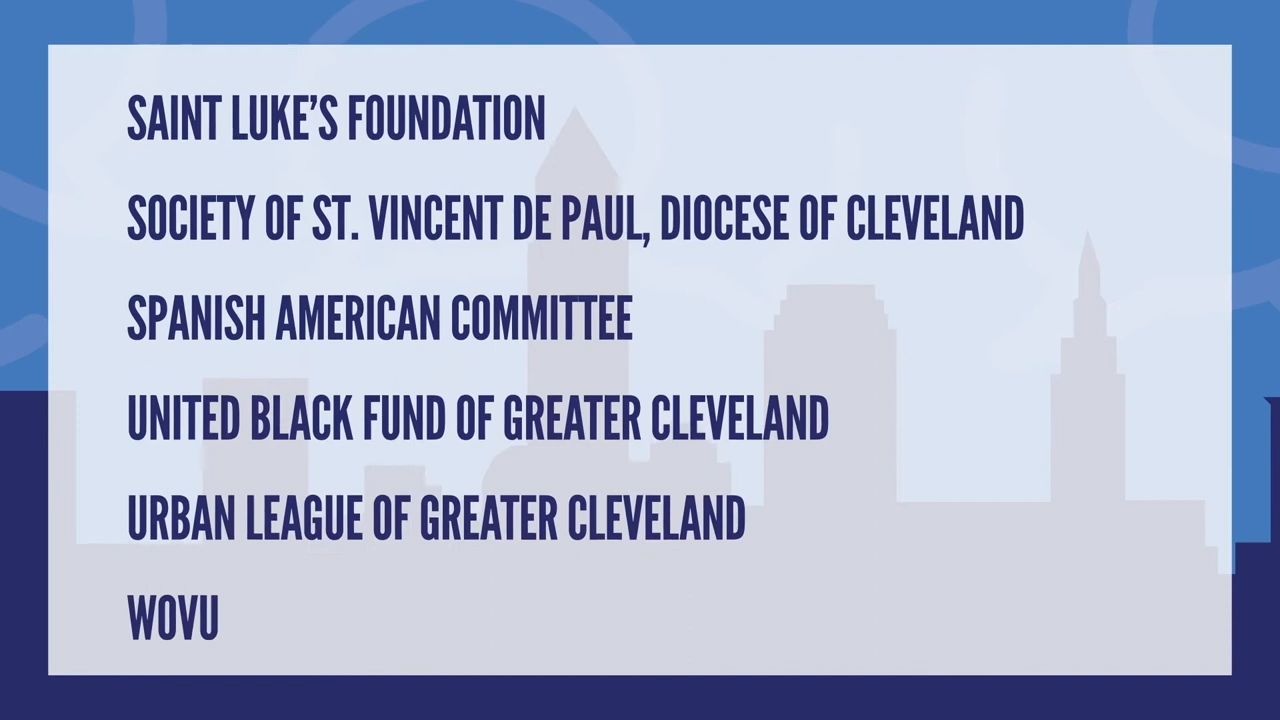 SAINT LUKE’S FOUNDATION
SOCIETY OF ST. VINCENT DE PAUL, DIOCESE OF CLEVELAND
SPANISH AMERICAN COMMITTEE
UNITED BLACK FUND OF GREATER CLEVELAND
URBAN LEAGUE OF GREATER CLEVELAND
WOVU